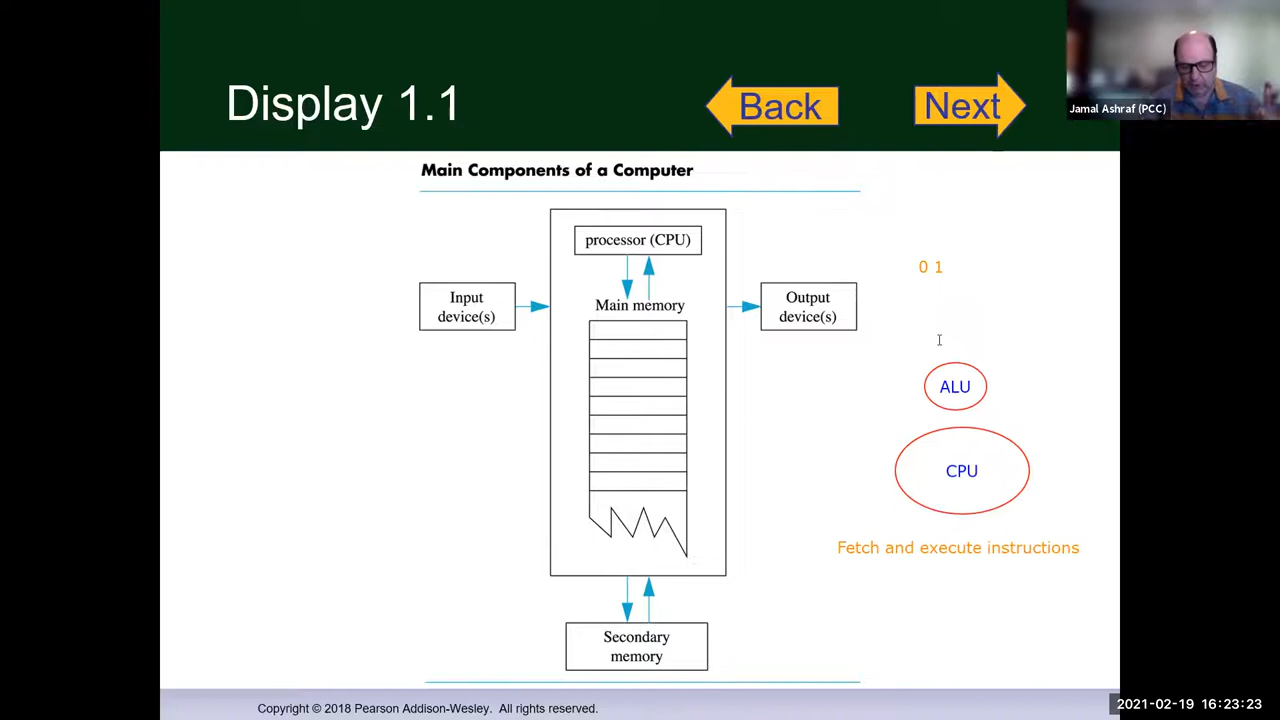 Display 1.1
Back
Next
Jamal Ashraf (PCC)
Main Components of a Computer
processor (CPU)
Main memory
Input
device(s)
Output
device(s)
Secondary
memory
0 1
ALU
CPU
Fetch and execute instructions
Copyright © 2018 Pearson Addison-Wesley. All rights reserved.
2021-02-19 16:23:23